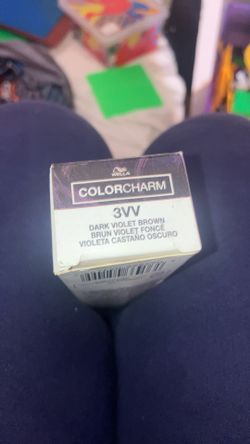 WELLA
COLORCHARM
3VV
DARK VIOLET BROWN
BRUN VIOLET FONCÉ
VIOLETA CASTAÑO OSCURO